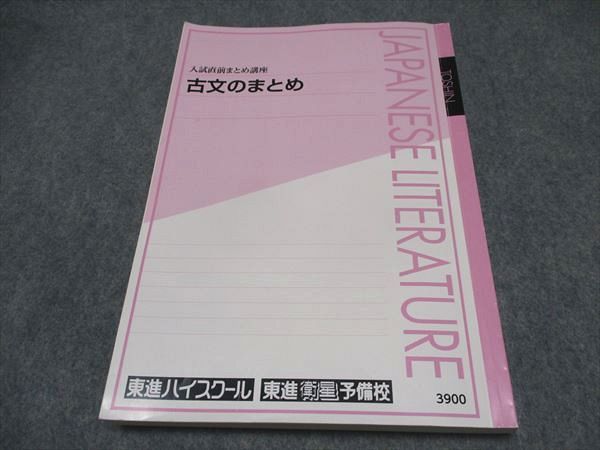 入試直前まとめ講座
古文のまとめ
JAPANESE LITERATURE
TOSHIN
東進ハイスクール 東進衛星予備校
3900